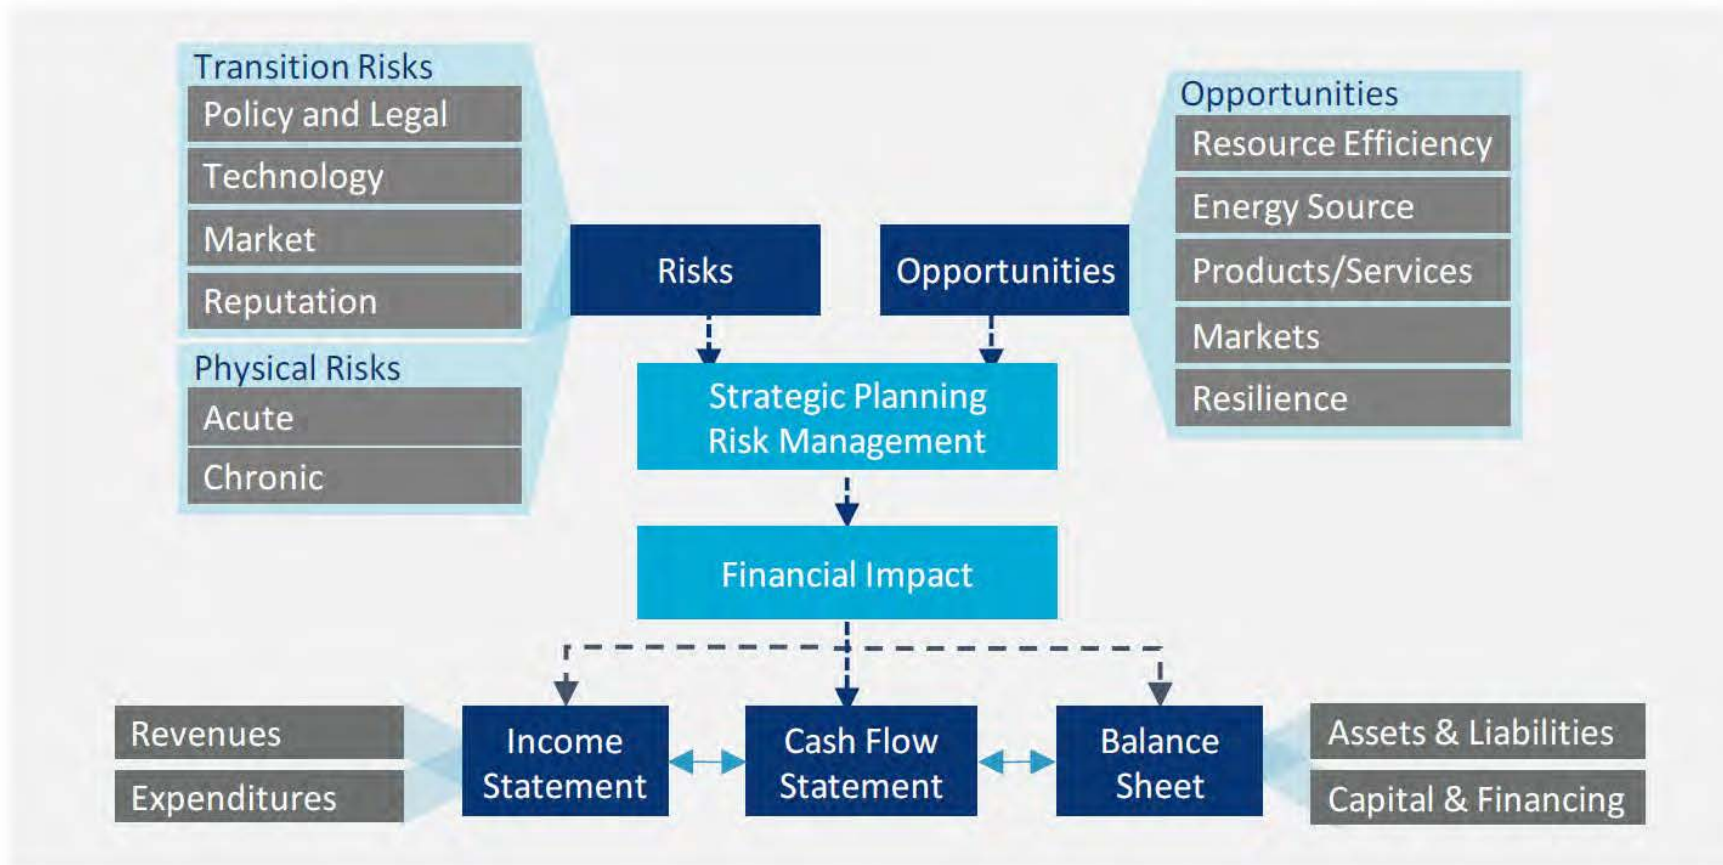 Transition Risks
Policy and Legal
Technology
Market
Reputation
Physical Risks
Acute
Chronic
Risks
Opportunities
Opportunities
Resource Efficiency
Energy Source
Products/Services
Markets
Resilience
Strategic Planning
Risk Management
Financial Impact
Revenues
Expenditures
Income
Statement
Cash Flow
Statement
Balance
Sheet
Assets & Liabilities
Capital & Financing